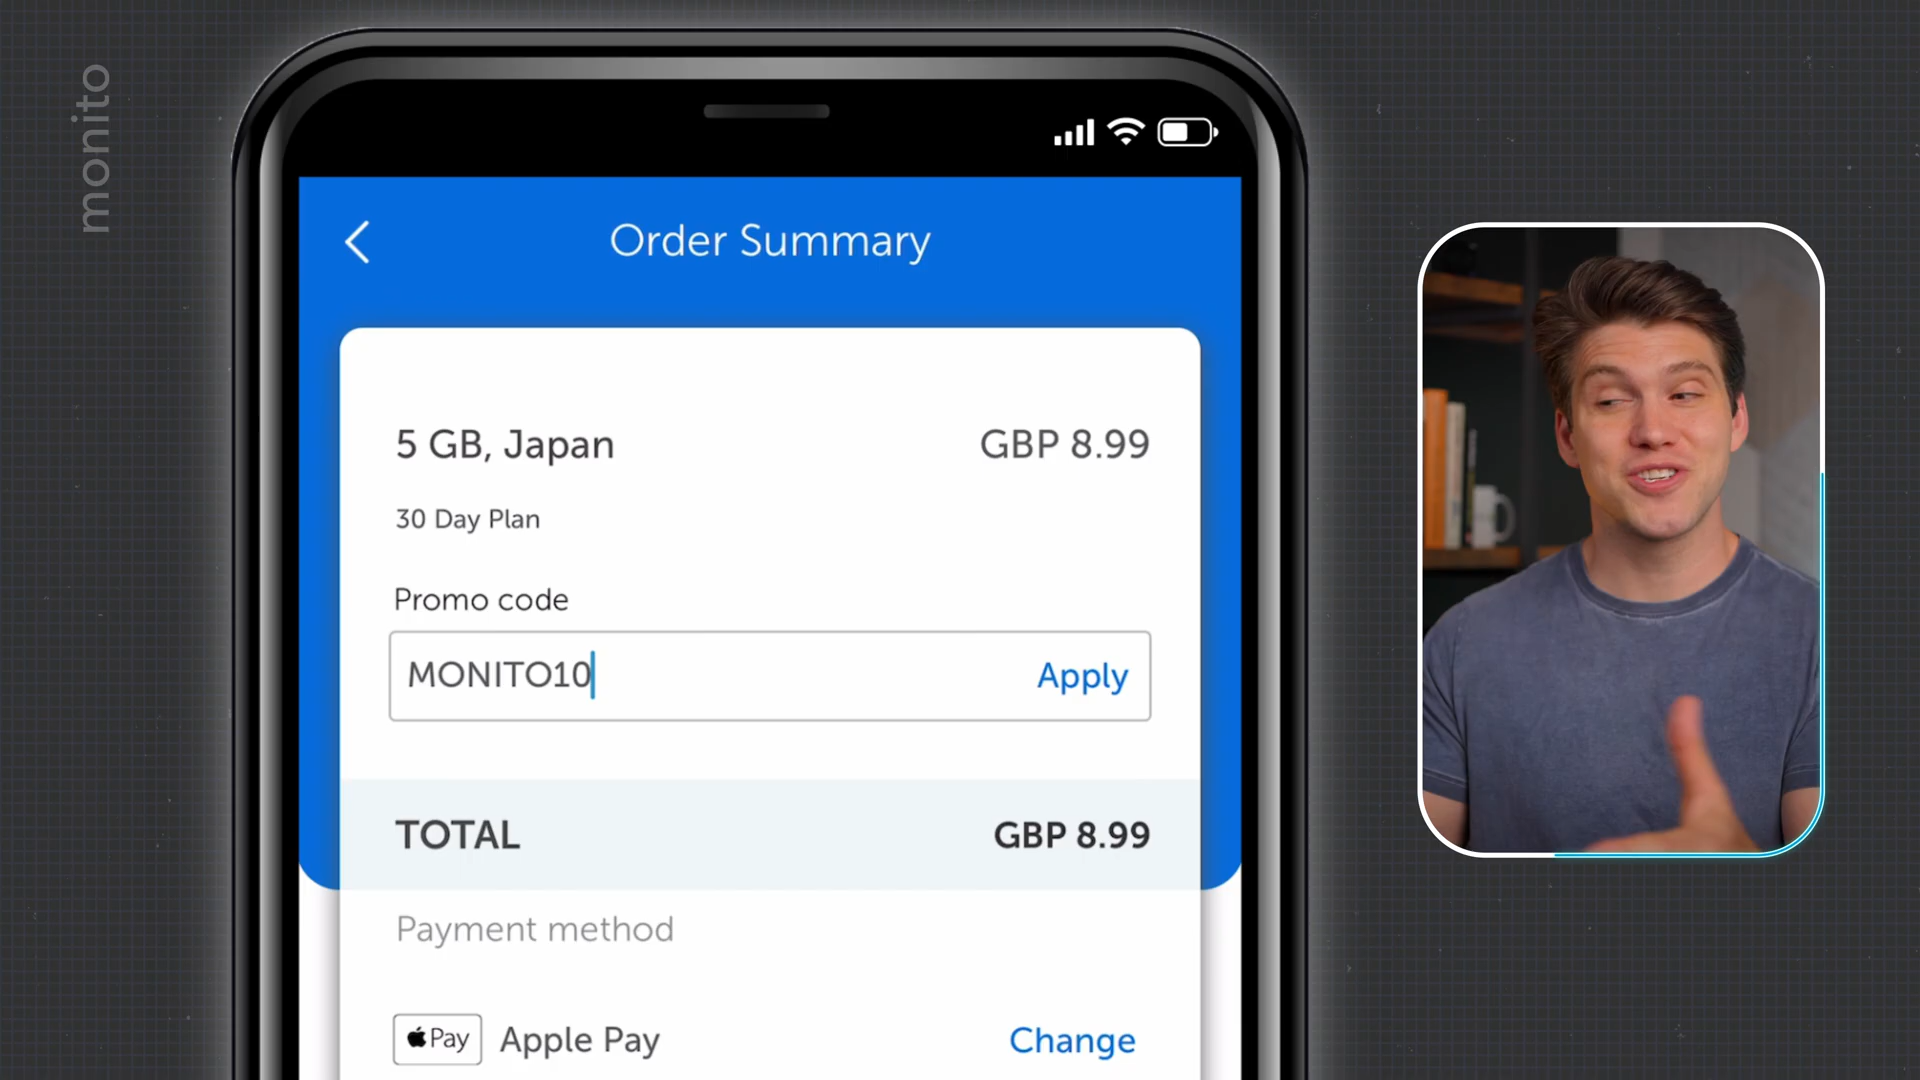 monito
Order Summary
5 GB, Japan
GBP 8.99
30 Day Plan
Promo code
MONITO10
Apply
TOTAL
GBP 8.99
Payment method
Pay
Apple Pay
Change